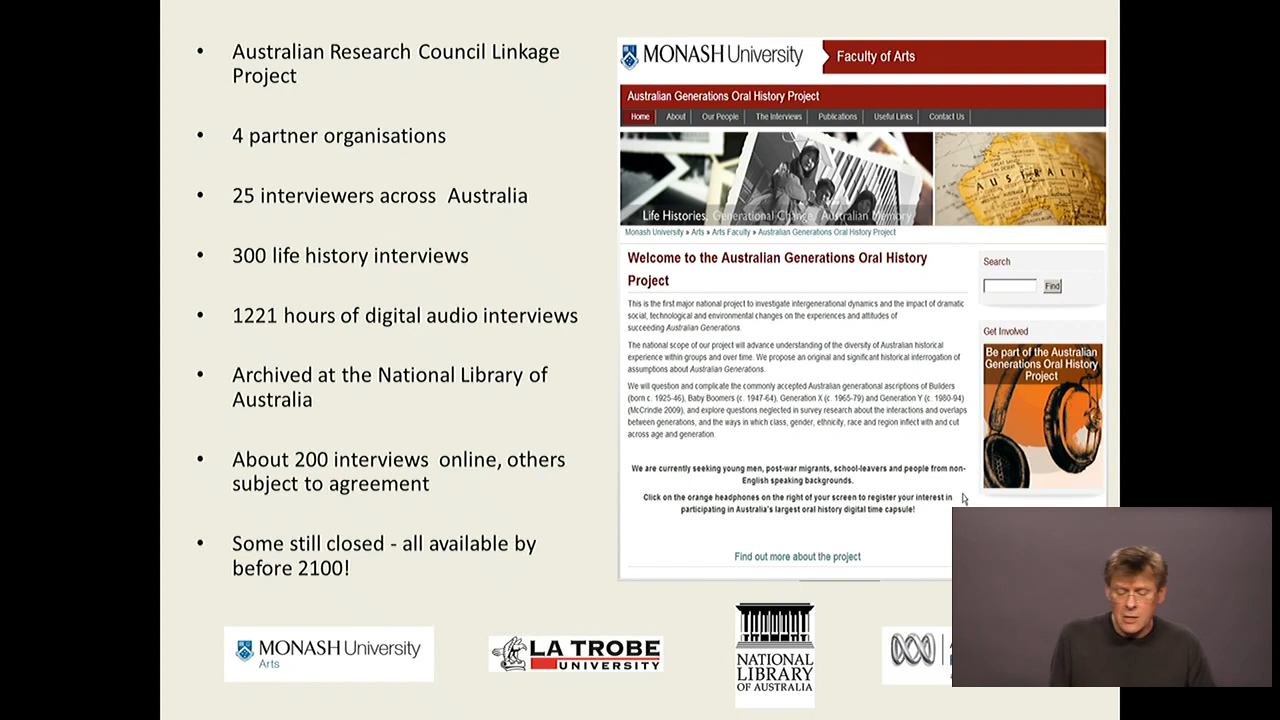 • Australian Research Council Linkage
Project
• 4 partner organisations
• 25 interviewers across Australia
• 300 life history interviews
• 1221 hours of digital audio interviews
• Archived at the National Library of
Australia
• About 200 interviews online, others
subject to agreement
• Some still closed - all available by
before 2100!
MONASH University
Faculty of Arts
Australian Generations Oral History Project
Home About Our People The Interviews Publications Useful Links Contact Us
AUSTRALIA
Life Histories, Generational Change, Australian Memory
Monash University » Arts » Arts Faculty » Australian Generations Oral History Project
Welcome to the Australian Generations Oral History
Project
This is the first major national project to investigate intergenerational dynamics and the impact of dramatic
social, technological and environmental changes on the experiences and attitudes of
succeeding Australian Generations.
The national scope of our project will advance understanding of the diversity of Australian historical
experience within groups and over time. We propose an original and significant historical interrogation of
assumptions about Australian Generations.
We will question and complicate the commonly accepted Australian generational ascriptions of Builders
(born c. 1925-46), Baby Boomers (c. 1947-64), Generation X (c. 1965-79) and Generation Y (c. 1980-94)
(McCrindle 2009), and explore questions neglected in survey research about the interactions and overlaps
between generations, and the ways in which class, gender, ethnicity, race and region inflect with and cut
across age and generation.
We are currently seeking young men, post-war migrants, school-leavers and people from non-
English speaking backgrounds.
Click on the orange headphones on the right of your screen to register your interest in
participating in Australia's largest oral history digital time capsule!
Find out more about the project
Search
Find
Get Involved
Be part of the Australian
Generations Oral History
Project
MONASH University
Arts
LA TROBE
UNIVERSITY
NATIONAL
LIBRARY
OF AUSTRALIA